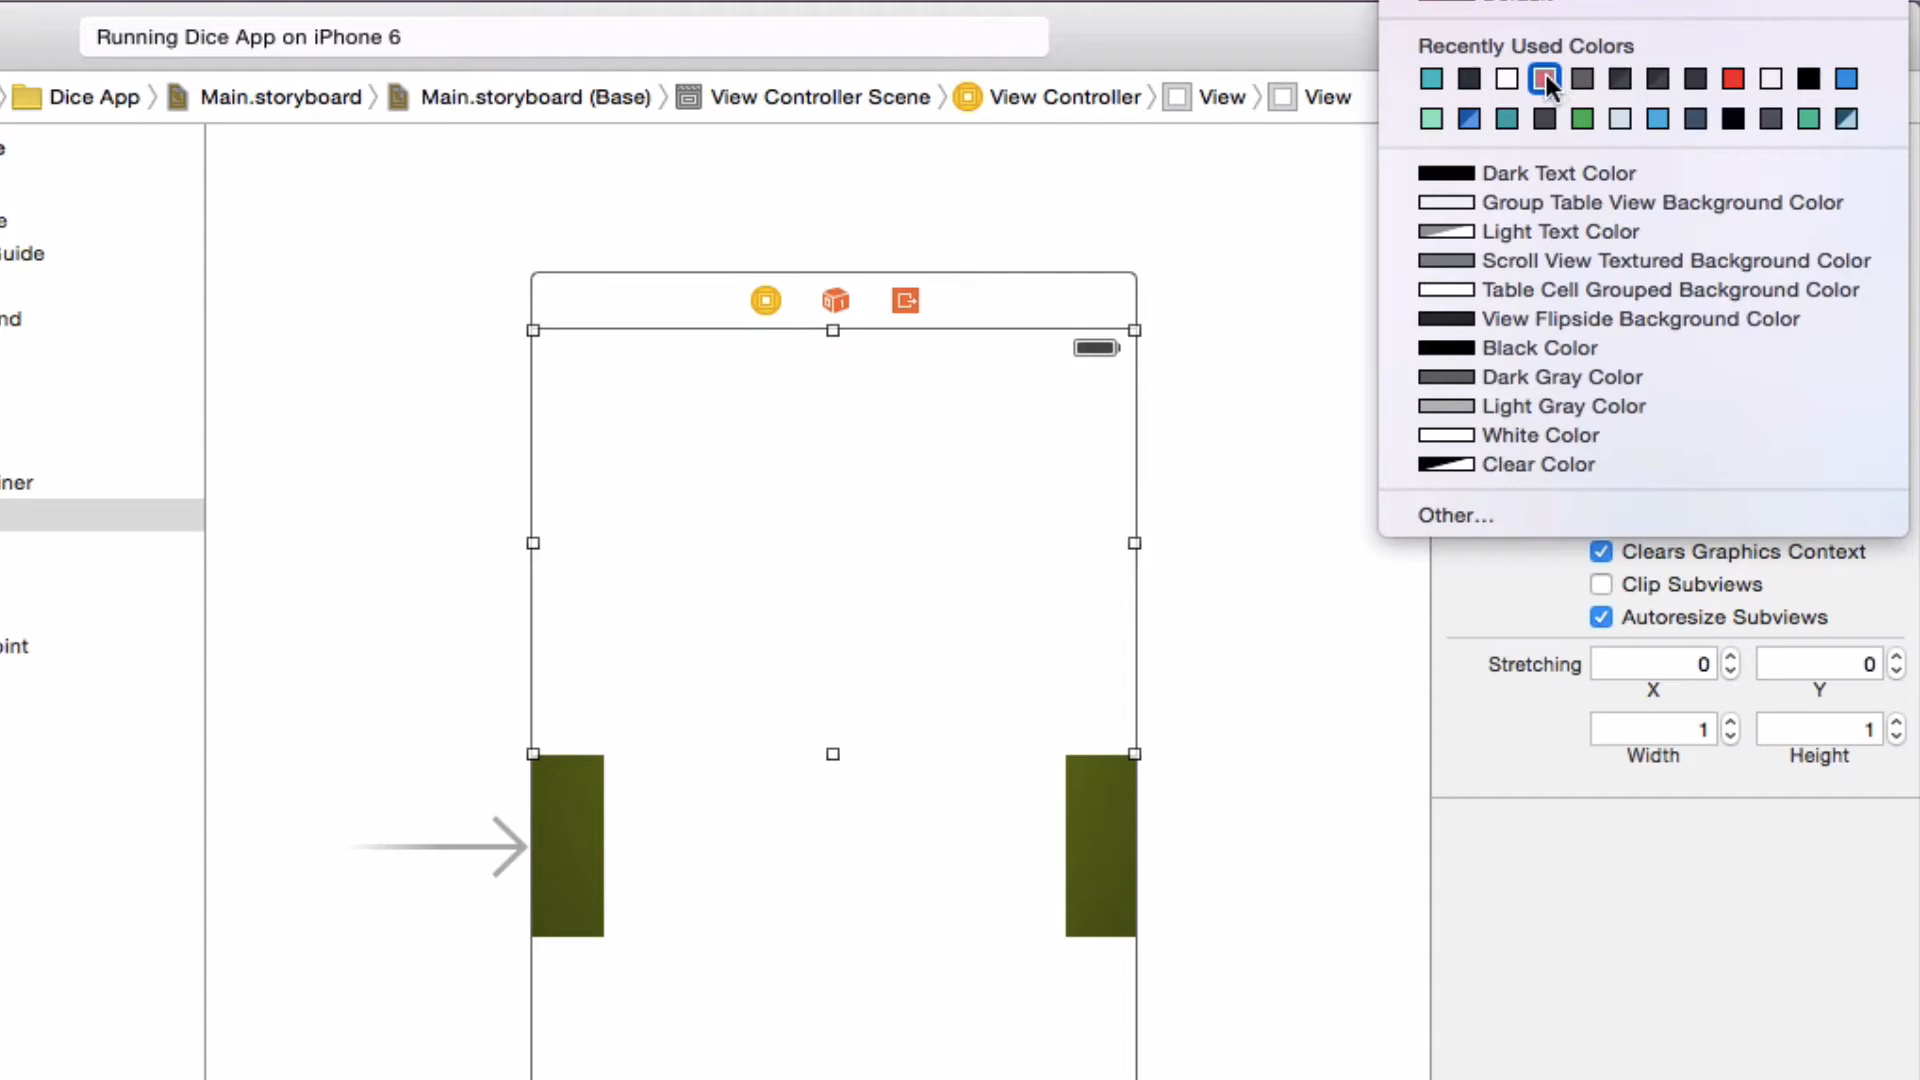 Default
Running Dice App on iPhone 6
Recently Used Colors
Dice App
Main.storyboard
Main.storyboard (Base)
View Controller Scene
View Controller
View
View
e
e
uide
nd
iner
oint
Dark Text Color
Group Table View Background Color
Light Text Color
Scroll View Textured Background Color
Table Cell Grouped Background Color
View Flipside Background Color
Black Color
Dark Gray Color
Light Gray Color
White Color
Clear Color
Other...
Clears Graphics Context
Clip Subviews
Autoresize Subviews
Stretching
0
0
X
Y
1
1
Width
Height